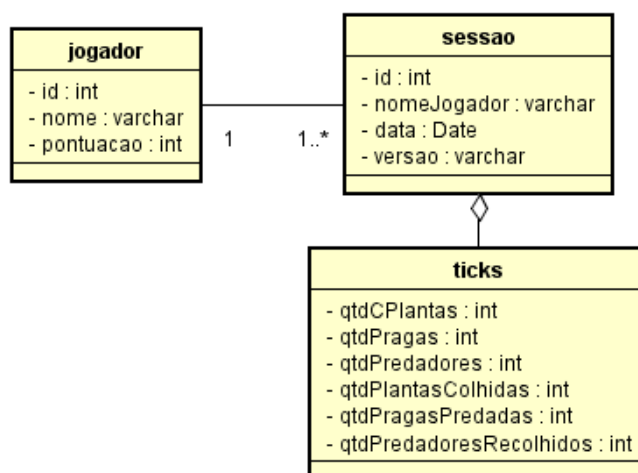 jogador
- id : int
- nome : varchar
- pontuacao : int
1
1..*
sessao
- id : int
- nomeJogador : varchar
- data : Date
- versao : varchar
ticks
- qtdCPlantas : int
- qtdPragas : int
- qtdPredadores : int
- qtdPlantasColhidas : int
- qtdPragasPredadas : int
- qtdPredadoresRecolhidos : int